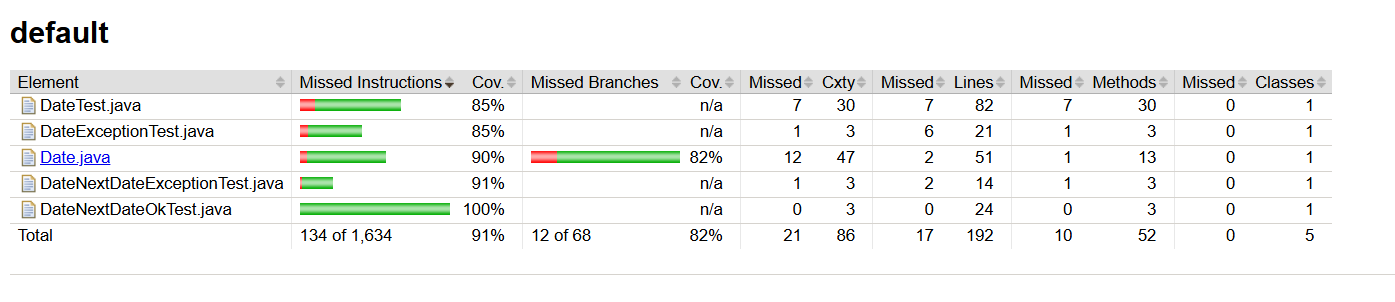 default
Element Missed Instructions Cov. Missed Branches Cov. Missed Cxty Missed Lines Missed Methods Missed Classes
DateTest.java 85% n/a 7 30 7 82 7 30 0 1
DateExceptionTest.java 85% n/a 1 3 6 21 1 3 0 1
Date.java 90% 82% 12 47 2 51 1 13 0 1
DateNextDateExceptionTest.java 91% n/a 1 3 2 14 1 3 0 1
DateNextDateOkTest.java 100% n/a 0 3 0 24 0 3 0 1
Total 134 of 1,634 91% 12 of 68 82% 21 86 17 192 10 52 0 5